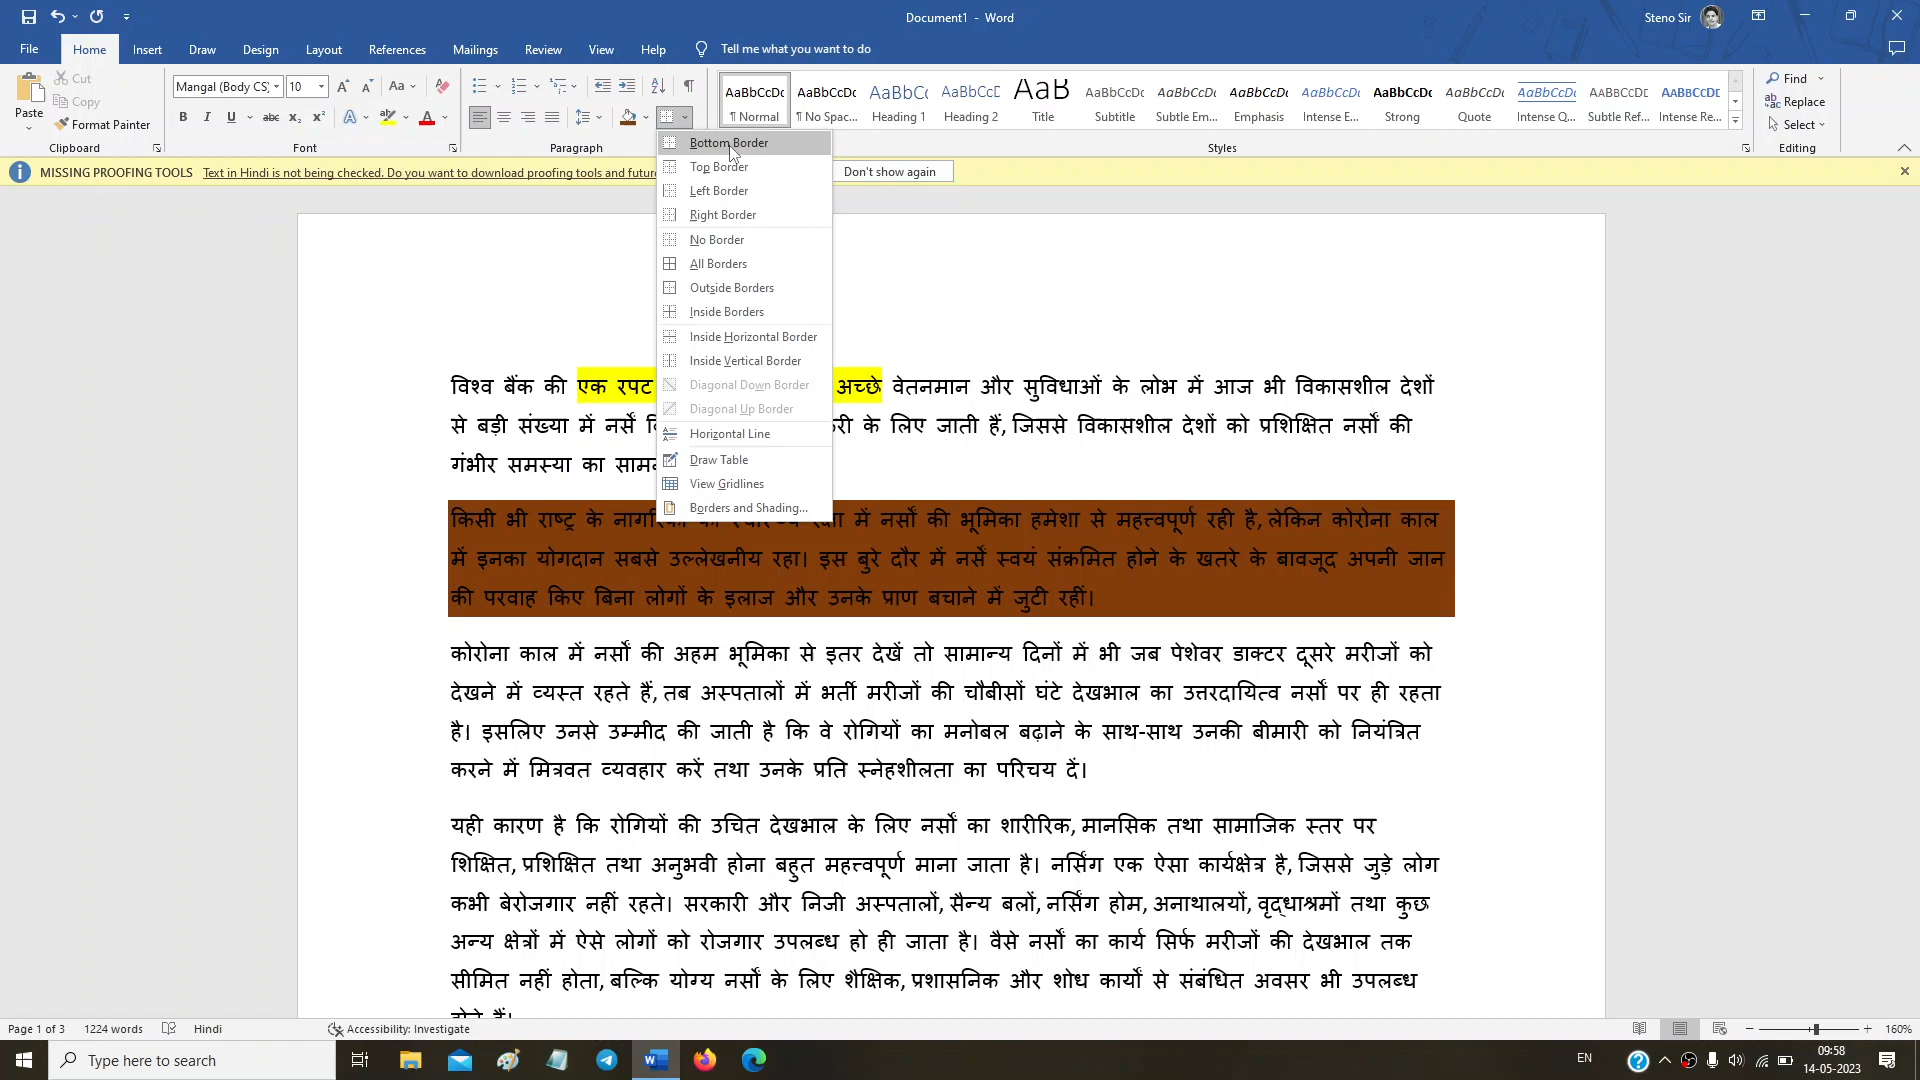 Document1 - Word
Steno Sir
File Home Insert Draw Design Layout References Mailings Review View Help Tell me what you want to do
Cut
Copy
Paste
Format Painter
Clipboard
Mangal (Body CS) 10
Font
Paragraph
AaBbCcDc AaBbCcDc AaBbCc AaBbCcD AaB AaBbCcD AaBbCcDc AaBbCcDc AaBbCcDc AaBbCcDc AaBbCcDc AaBbCcDc AaBbCcDc AaBbCcDc
¶ Normal ¶ No Spac... Heading 1 Heading 2 Title Subtitle Subtle Em... Emphasis Intense E... Strong Quote Intense Q... Subtle Ref... Intense Re...
Styles
Find
Replace
Select
Editing
MISSING PROOFING TOOLS Text in Hindi is not being checked. Do you want to download proofing tools and future
Don't show again
Bottom Border
Top Border
Left Border
Right Border
No Border
All Borders
Outside Borders
Inside Borders
Inside Horizontal Border
Inside Vertical Border
Diagonal Down Border
Diagonal Up Border
Horizontal Line
Draw Table
View Gridlines
Borders and Shading...
विश्व बैंक की एक रपट अच्छे वेतनमान और सुविधाओं के लोभ में आज भी विकासशील देशों
से बड़ी संख्या में नर्सें के लिए जाती हैं, जिससे विकासशील देशों को प्रशिक्षित नर्सों की
गंभीर समस्या का
किसी भी राष्ट्र के में नर्सों की भूमिका हमेशा से महत्त्वपूर्ण रही है, लेकिन कोरोना काल
में इनका योगदान सबसे उल्लेखनीय रहा। इस बुरे दौर में नर्सें स्वयं संक्रमित होने के खतरे के बावजूद अपनी जान
की परवाह किए बिना लोगों के इलाज और उनके प्राण बचाने में जुटी रहीं।
कोरोना काल में नर्सों की अहम भूमिका से इतर देखें तो सामान्य दिनों में भी जब पेशेवर डाक्टर दूसरे मरीजों को
देखने में व्यस्त रहते हैं, तब अस्पतालों में भर्ती मरीजों की चौबीसों घंटे देखभाल का उत्तरदायित्व नर्सों पर ही रहता
है। इसलिए उनसे उम्मीद की जाती है कि वे रोगियों का मनोबल बढ़ाने के साथ-साथ उनकी बीमारी को नियंत्रित
करने में मित्रवत व्यवहार करें तथा उनके प्रति स्नेहशीलता का परिचय दें।
यही कारण है कि रोगियों की उचित देखभाल के लिए नर्सों का शारीरिक, मानसिक तथा सामाजिक स्तर पर
शिक्षित, प्रशिक्षित तथा अनुभवी होना बहुत महत्त्वपूर्ण माना जाता है। नर्सिंग एक ऐसा कार्यक्षेत्र है, जिससे जुड़े लोग
कभी बेरोजगार नहीं रहते। सरकारी और निजी अस्पतालों, सैन्य बलों, नर्सिंग होम, अनाथालयों, वृद्धाश्रमों तथा कुछ
अन्य क्षेत्रों में ऐसे लोगों को रोजगार उपलब्ध हो ही जाता है। वैसे नर्सों का कार्य सिर्फ मरीजों की देखभाल तक
सीमित नहीं होता, बल्कि योग्य नर्सों के लिए शैक्षिक, प्रशासनिक और शोध कार्यों से संबंधित अवसर भी उपलब्ध
Page 1 of 3 1224 words Hindi Accessibility: Investigate 160%
Type here to search
EN
09:58
14-05-2023